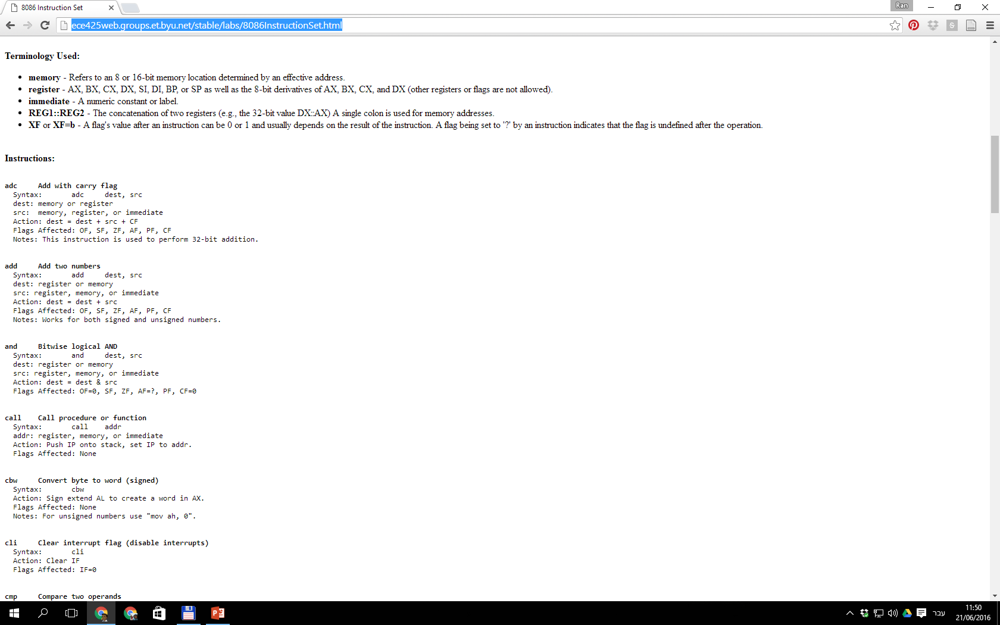 8086 Instruction Set
Ran
ece425web.groups.et.byu.net/stable/labs/8086InstructionSet.html
Terminology Used:
• memory - Refers to an 8 or 16-bit memory location determined by an effective address.
• register - AX, BX, CX, DX, SI, DI, BP, or SP as well as the 8-bit derivatives of AX, BX, CX, and DX (other registers or flags are not allowed).
• immediate - A numeric constant or label.
• REG1::REG2 - The concatenation of two registers (e.g., the 32-bit value DX::AX) A single colon is used for memory addresses.
• XF or XF=b - A flag's value after an instruction can be 0 or 1 and usually depends on the result of the instruction. A flag being set to '?' by an instruction indicates that the flag is undefined after the operation.
Instructions:
adc     Add with carry flag
  Syntax:       adc     dest, src
  dest: memory or register
  src:  memory, register, or immediate
  Action: dest = dest + src + CF
  Flags Affected: OF, SF, ZF, AF, PF, CF
  Notes: This instruction is used to perform 32-bit addition.
add     Add two numbers
  Syntax:       add     dest, src
  dest: register or memory
  src: register, memory, or immediate
  Action: dest = dest + src
  Flags Affected: OF, SF, ZF, AF, PF, CF
  Notes: Works for both signed and unsigned numbers.
and     Bitwise logical AND
  Syntax:       and     dest, src
  dest: register or memory
  src: register, memory, or immediate
  Action: dest = dest & src
  Flags Affected: OF=0, SF, ZF, AF=?, PF, CF=0
call    Call procedure or function
  Syntax:       call    addr
  addr: register, memory, or immediate
  Action: Push IP onto stack, set IP to addr.
  Flags Affected: None
cbw     Convert byte to word (signed)
  Syntax:       cbw
  Action: Sign extend AL to create a word in AX.
  Flags Affected: None
  Notes: For unsigned numbers use "mov ah, 0".
cli     Clear interrupt flag (disable interrupts)
  Syntax:       cli
  Action: Clear IF
  Flags Affected: IF=0
cmp     Compare two operands
עבר
11:50
21/06/2016